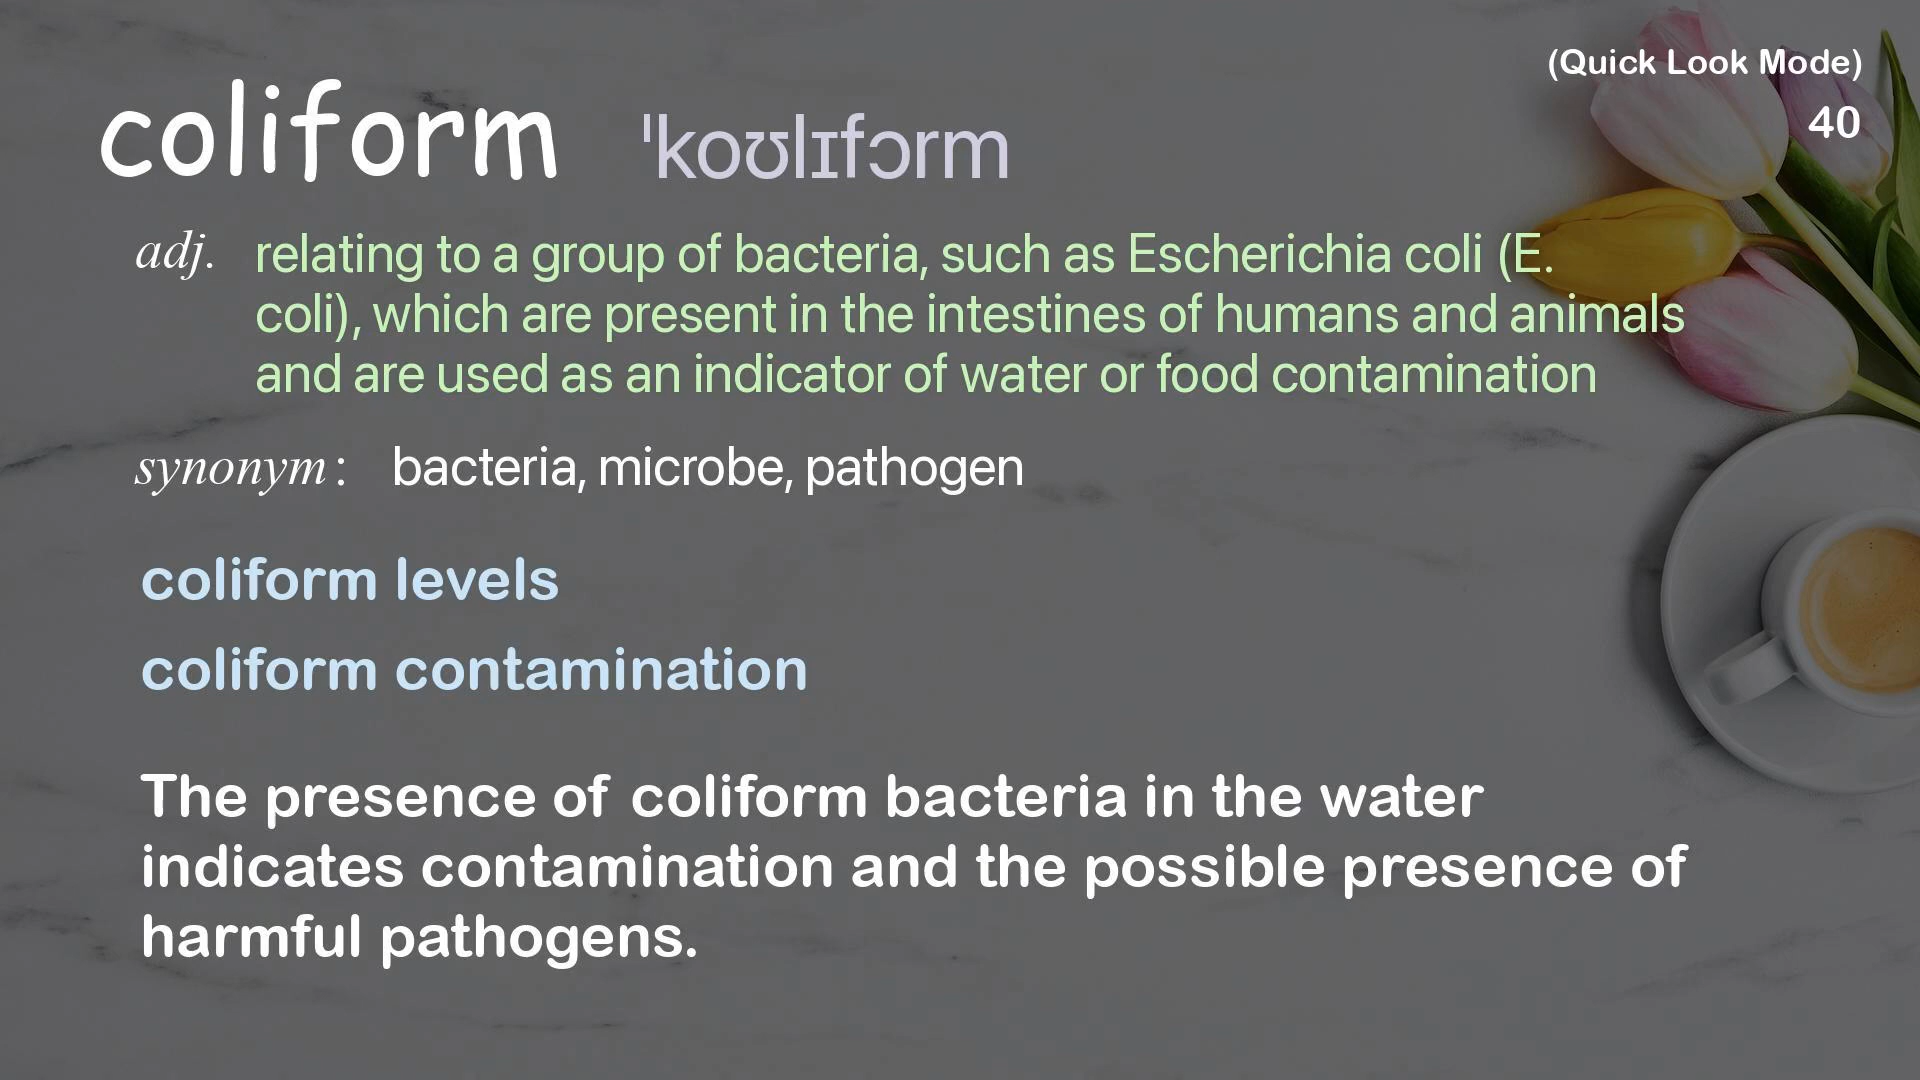 (Quick Look Mode)
40
coliform ˈkoʊlɪfɔrm
adj. relating to a group of bacteria, such as Escherichia coli (E.
coli), which are present in the intestines of humans and animals
and are used as an indicator of water or food contamination
synonym: bacteria, microbe, pathogen
coliform levels
coliform contamination
The presence of coliform bacteria in the water
indicates contamination and the possible presence of
harmful pathogens.